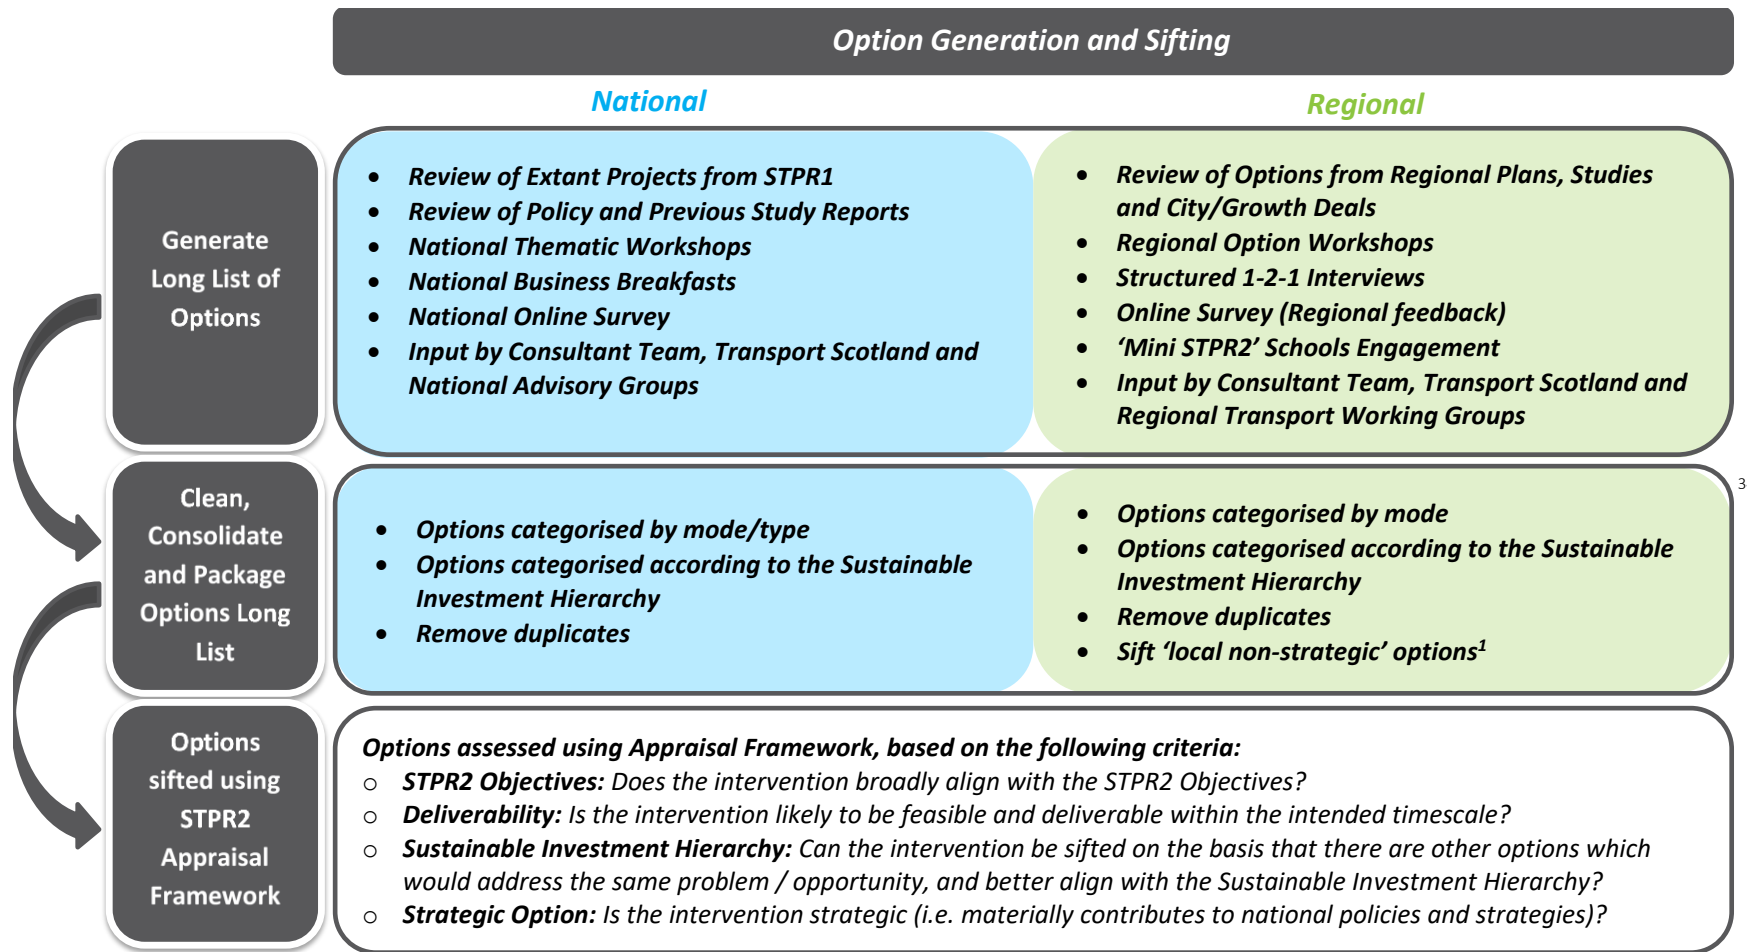 Option Generation and Sifting
National
Regional
Generate
Long List of
Options
• Review of Extant Projects from STPR1
• Review of Policy and Previous Study Reports
• National Thematic Workshops
• National Business Breakfasts
• National Online Survey
• Input by Consultant Team, Transport Scotland and
National Advisory Groups
• Review of Options from Regional Plans, Studies
and City/Growth Deals
• Regional Option Workshops
• Structured 1-2-1 Interviews
• Online Survey (Regional feedback)
• ‘Mini STPR2’ Schools Engagement
• Input by Consultant Team, Transport Scotland and
Regional Transport Working Groups
3
Clean,
Consolidate
and Package
Options Long
List
• Options categorised by mode/type
• Options categorised according to the Sustainable
Investment Hierarchy
• Remove duplicates
• Options categorised by mode
• Options categorised according to the Sustainable
Investment Hierarchy
• Remove duplicates
• Sift ‘local non-strategic’ options¹
Options
sifted using
STPR2
Appraisal
Framework
Options assessed using Appraisal Framework, based on the following criteria:
o STPR2 Objectives: Does the intervention broadly align with the STPR2 Objectives?
o Deliverability: Is the intervention likely to be feasible and deliverable within the intended timescale?
o Sustainable Investment Hierarchy: Can the intervention be sifted on the basis that there are other options which
would address the same problem / opportunity, and better align with the Sustainable Investment Hierarchy?
o Strategic Option: Is the intervention strategic (i.e. materially contributes to national policies and strategies)?